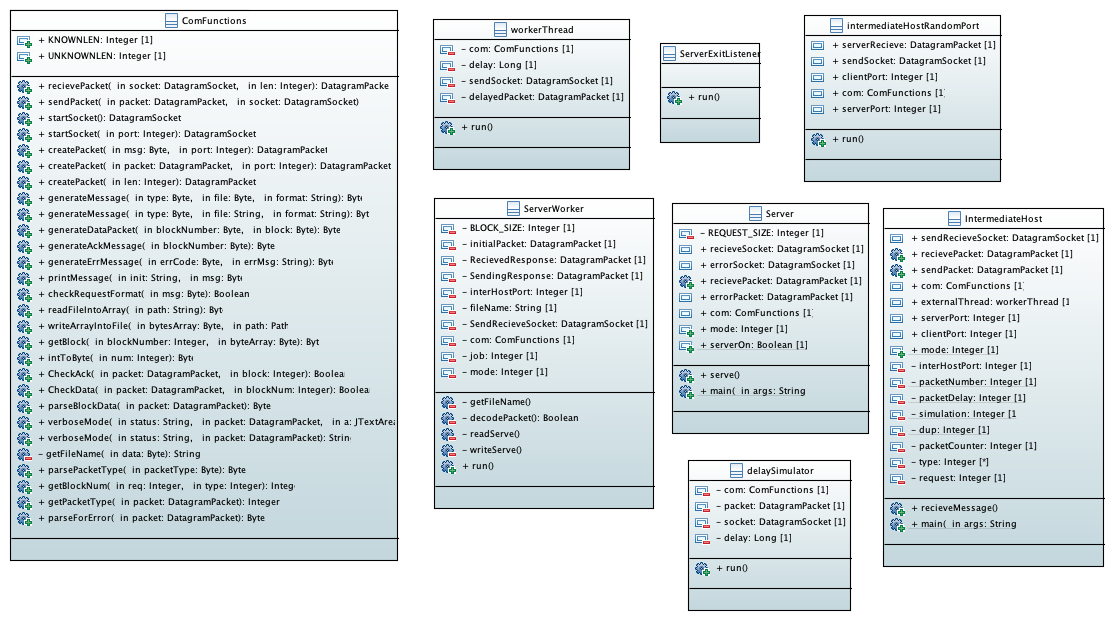 ComFunctions
+ KNOWNLEN: Integer [1]
+ UNKNOWNLEN: Integer [1]
+ recievePacket( in socket: DatagramSocket, in len: Integer): DatagramPacke
+ sendPacket( in packet: DatagramPacket, in socket: DatagramSocket)
+ startSocket(): DatagramSocket
+ startSocket( in port: Integer): DatagramSocket
+ createPacket( in msg: Byte, in port: Integer): DatagramPacket
+ createPacket( in packet: DatagramPacket, in port: Integer): DatagramPacket
+ createPacket( in len: Integer): DatagramPacket
+ generateMessage( in type: Byte, in file: Byte, in format: String): Byt
+ generateMessage( in type: Byte, in file: String, in format: String): Byt
+ generateDataPacket( in blockNumber: Byte, in block: Byte): Byte
+ generateAckMessage( in blockNumber: Byte): Byte
+ generateErrMessage( in errCode: Byte, in errMsg: String): Byte
+ printMessage( in init: String, in msg: Byte
+ checkRequestFormat( in msg: Byte): Boolean
+ readFileIntoArray( in path: String): Byte
+ writeArrayIntoFile( in bytesArray: Byte, in path: Path
+ getBlock( in blockNumber: Integer, in byteArray: Byte): Byt
+ intToByte( in num: Integer): Byte
+ CheckAck( in packet: DatagramPacket, in block: Integer): Boolea
+ CheckData( in packet: DatagramPacket, in blockNum: Integer): Boolea
+ parseBlockData( in packet: DatagramPacket): Byte
+ verboseMode( in status: String, in packet: DatagramPacket, in a: JTextArea
+ verboseMode( in status: String, in packet: DatagramPacket): String
- getFileName( in data: Byte): String
+ parsePacketType( in packetType: Byte): Byte
+ getBlockNum( in req: Integer, in type: Integer): Intege
+ getPacketType( in packet: DatagramPacket): Integer
+ parseForError( in packet: DatagramPacket): Byte
workerThread
- com: ComFunctions [1]
- delay: Long [1]
- sendSocket: DatagramSocket [1]
- delayedPacket: DatagramPacket [1]
+ run()
ServerExitListener
+ run()
intermediateHostRandomPort
+ serverRecieve: DatagramPacket [1]
+ sendSocket: DatagramSocket [1]
+ clientPort: Integer [1]
+ com: ComFunctions [1]
+ serverPort: Integer [1]
+ run()
ServerWorker
- BLOCK_SIZE: Integer [1]
- initialPacket: DatagramPacket [1]
- RecievedResponse: DatagramPacket [1]
- SendingResponse: DatagramPacket [1]
- interHostPort: Integer [1]
- fileName: String [1]
- SendRecieveSocket: DatagramSocket [1]
- com: ComFunctions [1]
- job: Integer [1]
- mode: Integer [1]
- getFileName()
- decodePacket(): Boolean
- readServe()
- writeServe()
+ run()
Server
- REQUEST_SIZE: Integer [1]
+ recieveSocket: DatagramSocket [1]
+ errorSocket: DatagramSocket [1]
+ recievePacket: DatagramPacket [1]
+ errorPacket: DatagramPacket [1]
+ com: ComFunctions [1]
+ mode: Integer [1]
+ serverOn: Boolean [1]
+ serve()
+ main( in args: String
IntermediateHost
+ sendRecieveSocket: DatagramSocket [1]
+ recievePacket: DatagramPacket [1]
+ sendPacket: DatagramPacket [1]
+ com: ComFunctions [1]
+ externalThread: workerThread [1
+ serverPort: Integer [1]
+ clientPort: Integer [1]
+ mode: Integer [1]
- interHostPort: Integer [1]
- packetNumber: Integer [1]
- packetDelay: Integer [1]
- simulation: Integer [1
- dup: Integer [1]
- packetCounter: Integer [1]
- type: Integer [*]
- request: Integer [1]
+ recieveMessage()
+ main( in args: String
delaySimulator
- com: ComFunctions [1]
- packet: DatagramPacket [1]
- socket: DatagramSocket [1]
- delay: Long [1]
+ run()